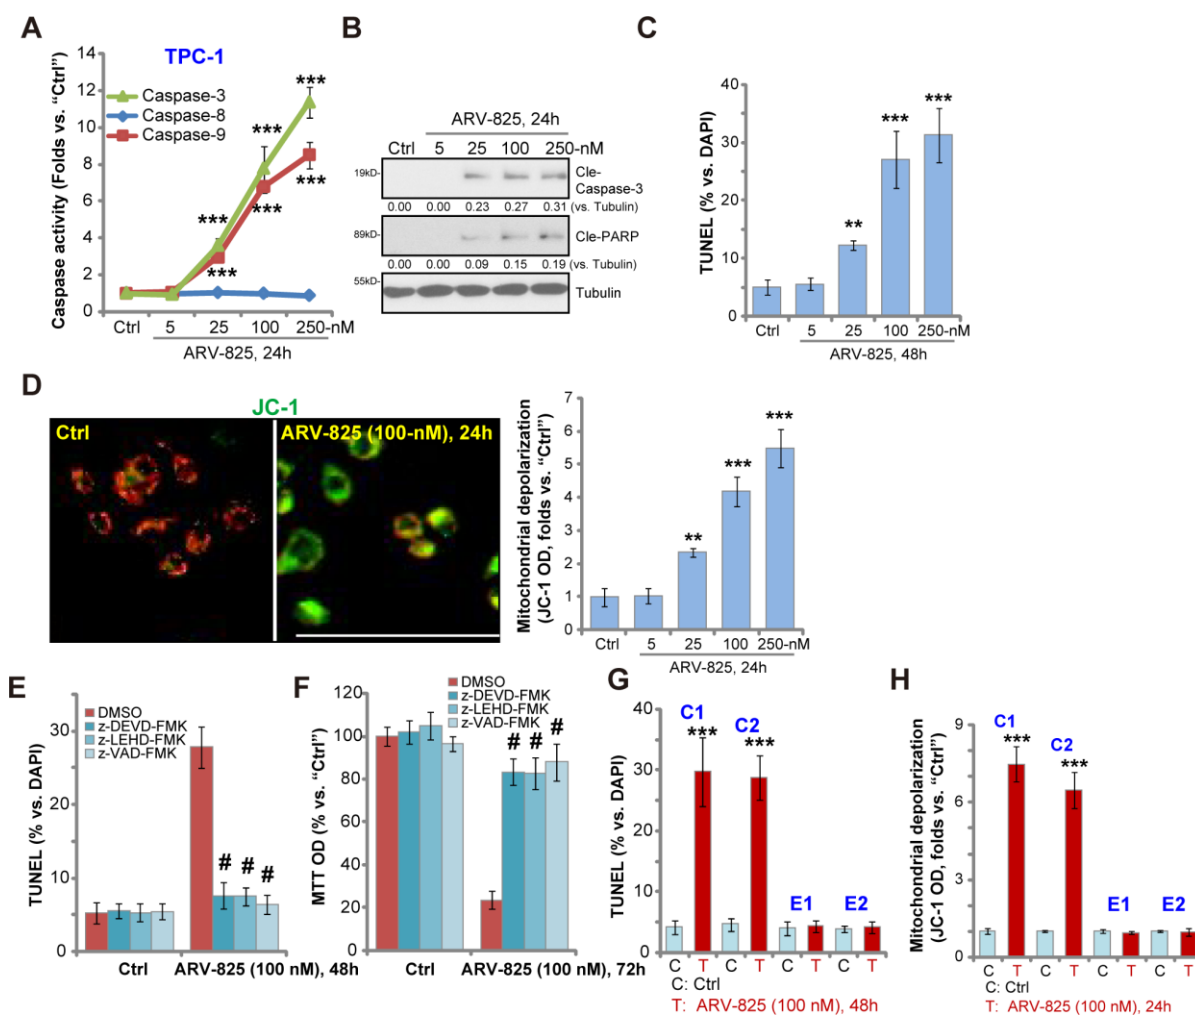 A
TPC-1
Caspase activity (Folds vs. “Ctrl”)
14
12
10
8
6
4
2
0
Caspase-3
Caspase-8
Caspase-9
***
***
***
***
***
***
Ctrl 5 25 100 250-nM
ARV-825, 24h
B
ARV-825, 24h
Ctrl 5 25 100 250-nM
19kD-
Cle-
Caspase-3
0.00 0.00 0.23 0.27 0.31 (vs. Tubulin)
89kD-
Cle-PARP
0.00 0.00 0.09 0.15 0.19 (vs. Tubulin)
55kD-
Tubulin
C
TUNEL (% vs. DAPI)
40
30
20
10
0
**
***
***
Ctrl 5 25 100 250-nM
ARV-825, 48h
D
JC-1
Ctrl
ARV-825 (100-nM), 24h
Mitochondrial depolarization
(JC-1 OD, folds vs. “Ctrl”)
7
6
5
4
3
2
1
0
**
***
***
Ctrl 5 25 100 250-nM
ARV-825, 24h
E
TUNEL (% vs. DAPI)
30
20
10
0
DMSO
z-DEVD-FMK
z-LEHD-FMK
z-VAD-FMK
# # #
Ctrl ARV-825 (100 nM), 48h
F
MTT OD (% vs. “Ctrl”)
120
100
80
60
40
20
0
DMSO
z-DEVD-FMK
z-LEHD-FMK
z-VAD-FMK
# # #
Ctrl ARV-825 (100 nM), 72h
G
TUNEL (% vs. DAPI)
40
30
20
10
0
C1
***
C2
***
E1
E2
C T C T C T C T
C: Ctrl
T: ARV-825 (100 nM), 48h
H
Mitochondrial depolarization
(JC-1 OD, folds vs. “Ctrl”)
9
6
3
0
C1
***
C2
***
E1
E2
C T C T C T C T
C: Ctrl
T: ARV-825 (100 nM), 24h